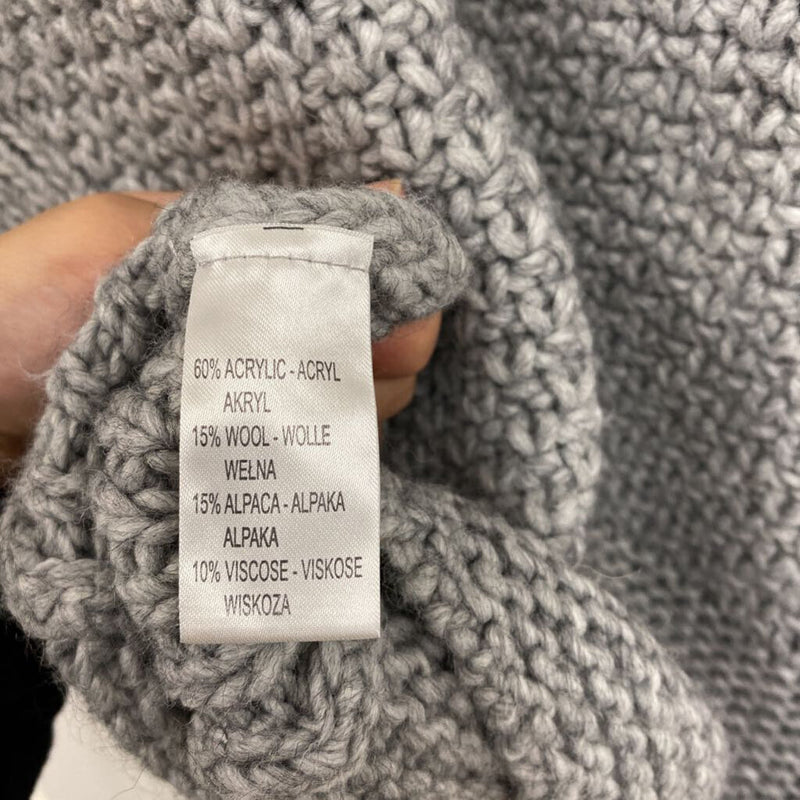 60% ACRYLIC - ACRYL
AKRYL
15% WOOL - WOLLE
WEŁNA
15% ALPACA - ALPAKA
ALPAKA
10% VISCOSE - VISKOSE
WISKOZA